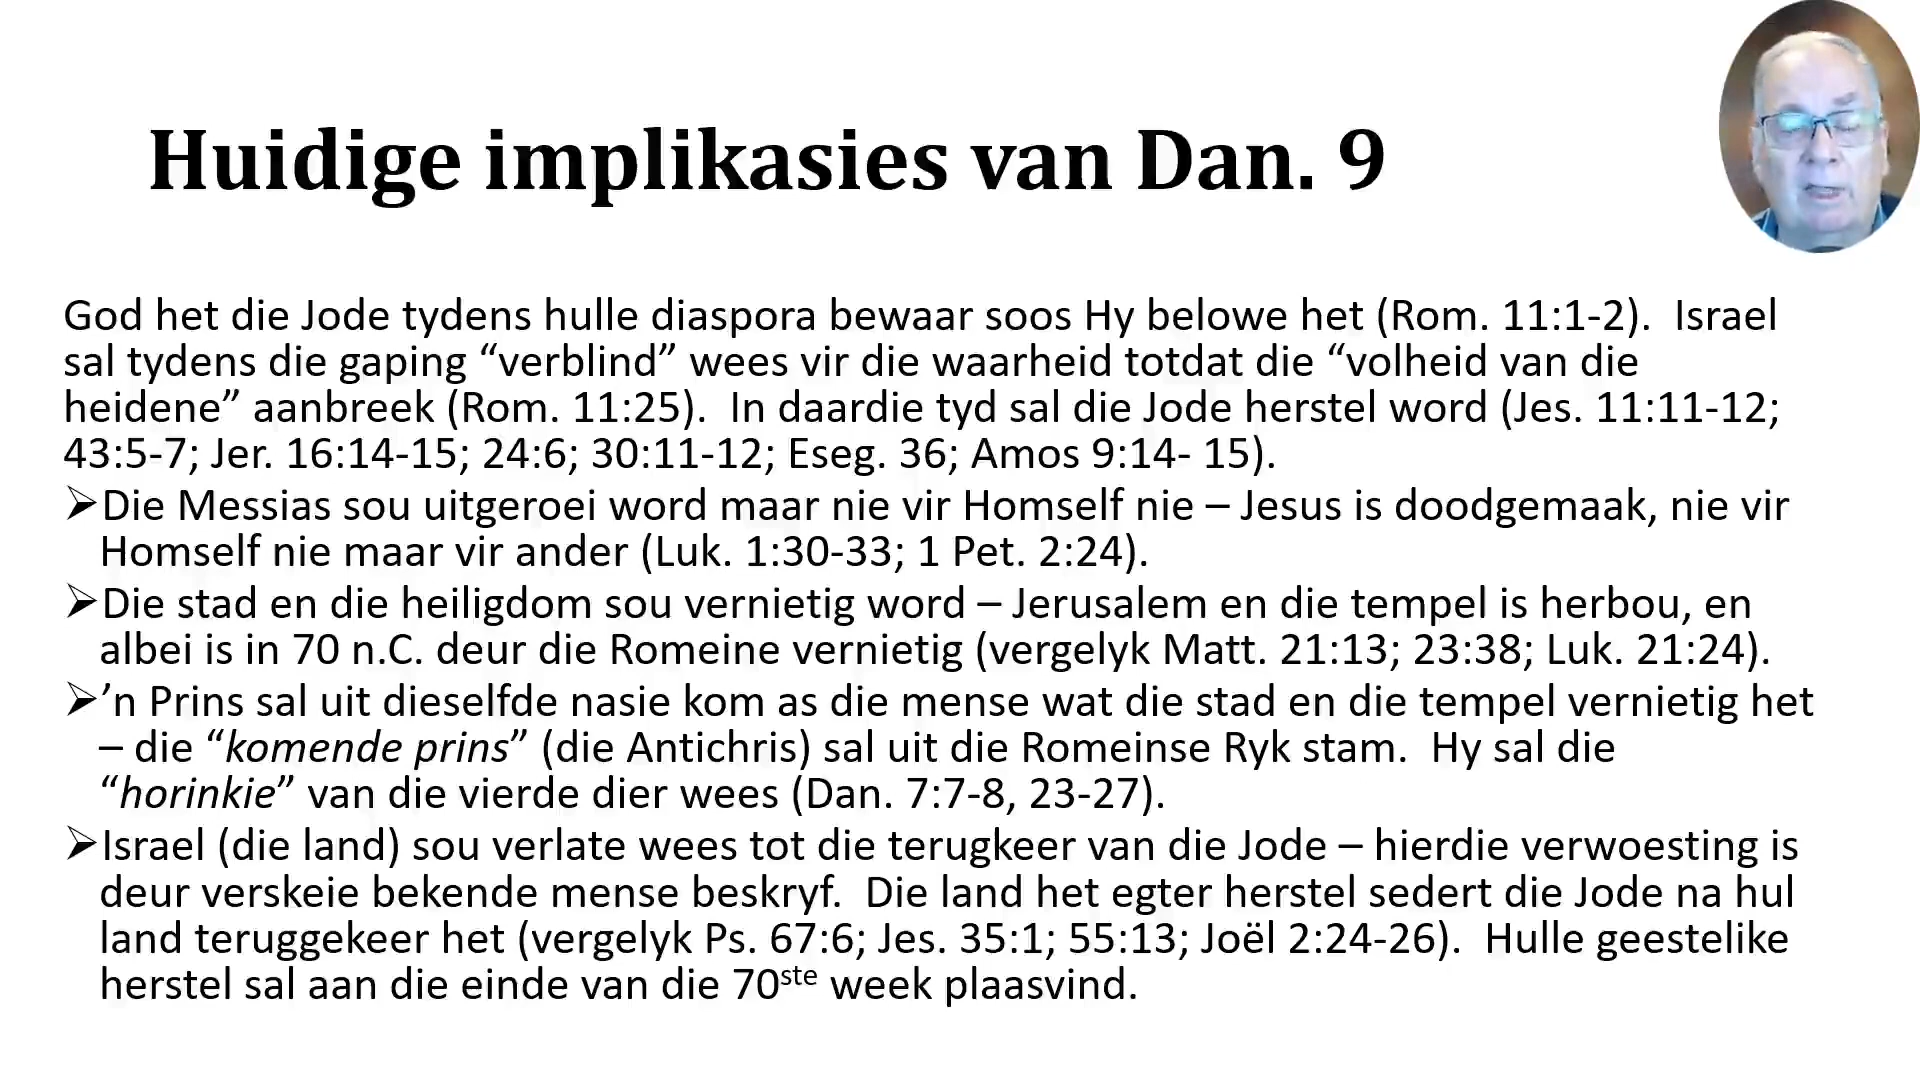 Huidige implikasies van Dan. 9
God het die Jode tydens hulle diaspora bewaar soos Hy belowe het (Rom. 11:1-2).  Israel
sal tydens die gaping “verblind” wees vir die waarheid totdat die “volheid van die
heidene” aanbreek (Rom. 11:25).  In daardie tyd sal die Jode herstel word (Jes. 11:11-12;
43:5-7; Jer. 16:14-15; 24:6; 30:11-12; Eseg. 36; Amos 9:14- 15).
➢Die Messias sou uitgeroei word maar nie vir Homself nie – Jesus is doodgemaak, nie vir
Homself nie maar vir ander (Luk. 1:30-33; 1 Pet. 2:24).
➢Die stad en die heiligdom sou vernietig word – Jerusalem en die tempel is herbou, en
albei is in 70 n.C. deur die Romeine vernietig (vergelyk Matt. 21:13; 23:38; Luk. 21:24).
➢’n Prins sal uit dieselfde nasie kom as die mense wat die stad en die tempel vernietig het
– die “komende prins” (die Antichris) sal uit die Romeinse Ryk stam.  Hy sal die
“horinkie” van die vierde dier wees (Dan. 7:7-8, 23-27).
➢Israel (die land) sou verlate wees tot die terugkeer van die Jode – hierdie verwoesting is
deur verskeie bekende mense beskryf.  Die land het egter herstel sedert die Jode na hul
land teruggekeer het (vergelyk Ps. 67:6; Jes. 35:1; 55:13; Joël 2:24-26).  Hulle geestelike
herstel sal aan die einde van die 70ste week plaasvind.